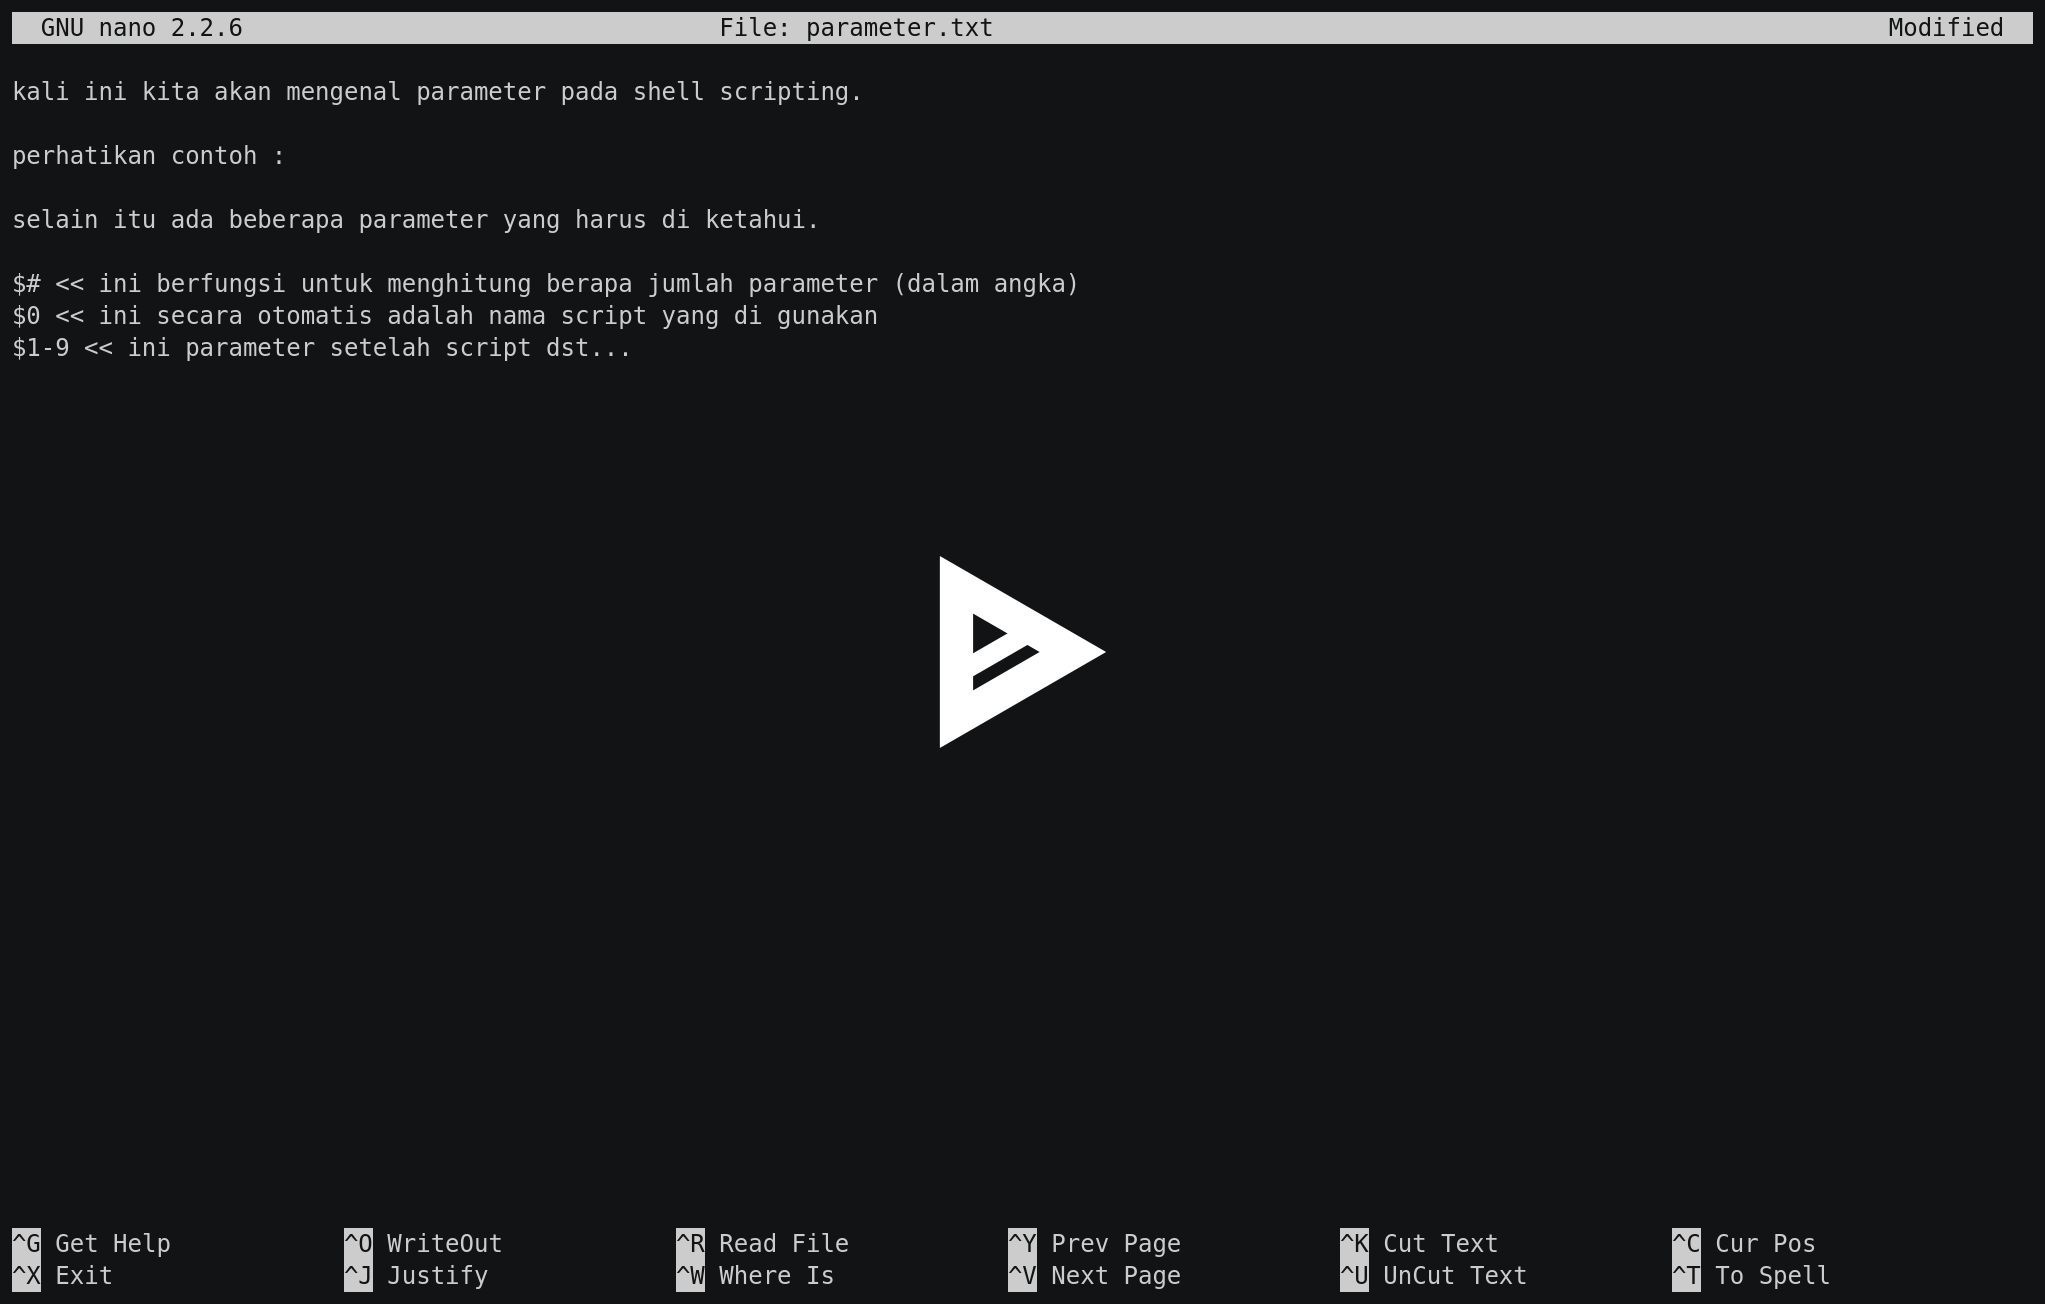 GNU nano 2.2.6 File: parameter.txt Modified
kali ini kita akan mengenal parameter pada shell scripting.
perhatikan contoh :
selain itu ada beberapa parameter yang harus di ketahui.
$# << ini berfungsi untuk menghitung berapa jumlah parameter (dalam angka)
$0 << ini secara otomatis adalah nama script yang di gunakan
$1-9 << ini parameter setelah script dst...
^G Get Help ^O WriteOut ^R Read File ^Y Prev Page ^K Cut Text ^C Cur Pos
^X Exit ^J Justify ^W Where Is ^V Next Page ^U UnCut Text ^T To Spell